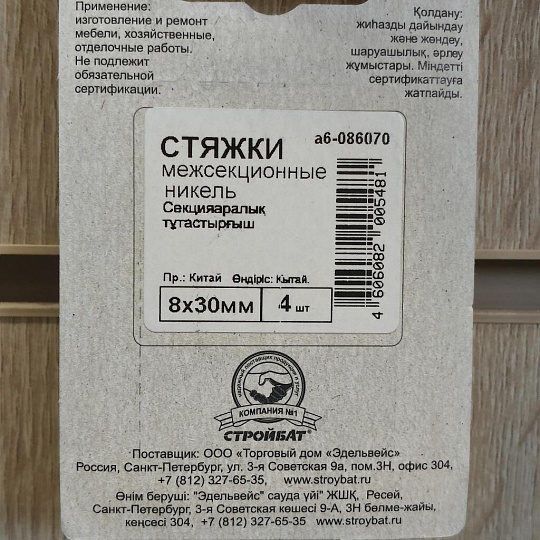 Применение:
изготовление и ремонт
мебели, хозяйственные,
отделочные работы.
Не подлежит
обязательной
сертификации.
Қолдану:
жиһазды дайындау
және жөндеу,
шаруашылық, әрлеу
жұмыстары. Міндетті
сертификаттауға
жатпайды.
СТЯЖКИ
а6-086070
межсекционные
никель
Секцияаралық
тұтастырғыш
Пр.: Китай Өндіріс: Қытай.
8x30мм 4 шт
4 606082 005481
надежный поставщик продукции и услуг
КОМПАНИЯ №1
СТРОЙБАТ®
Поставщик: ООО «Торговый дом «Эдельвейс»
Россия, Санкт-Петербург, ул. 3-я Советская 9а, пом.3Н, офис 304,
+7 (812) 327-65-35, www.stroybat.ru
Өнім беруші: "Эдельвейс" сауда үйі" ЖШҚ, Ресей,
Санкт-Петербург, 3-я Советская көшесі 9-А, 3Н бөлме-жайы,
кеңсесі 304, +7 (812) 327-65-35 www.stroybat.ru